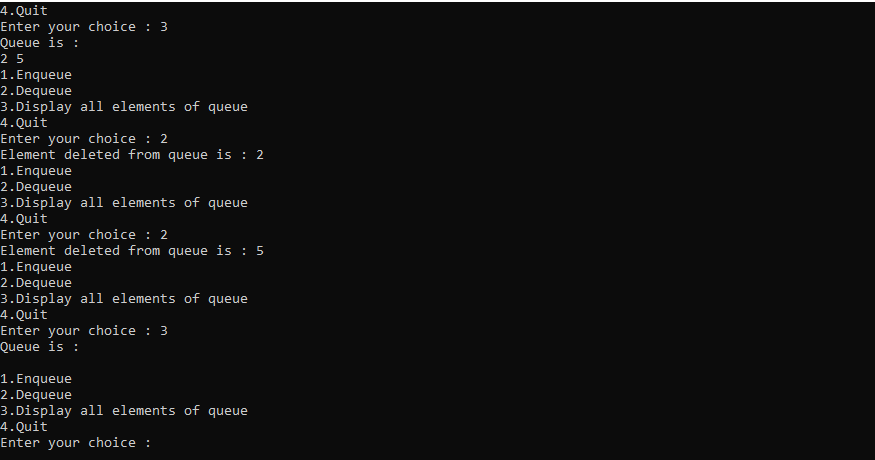 4.Quit
Enter your choice : 3
Queue is :
2 5
1.Enqueue
2.Dequeue
3.Display all elements of queue
4.Quit
Enter your choice : 2
Element deleted from queue is : 2
1.Enqueue
2.Dequeue
3.Display all elements of queue
4.Quit
Enter your choice : 2
Element deleted from queue is : 5
1.Enqueue
2.Dequeue
3.Display all elements of queue
4.Quit
Enter your choice : 3
Queue is :
1.Enqueue
2.Dequeue
3.Display all elements of queue
4.Quit
Enter your choice :